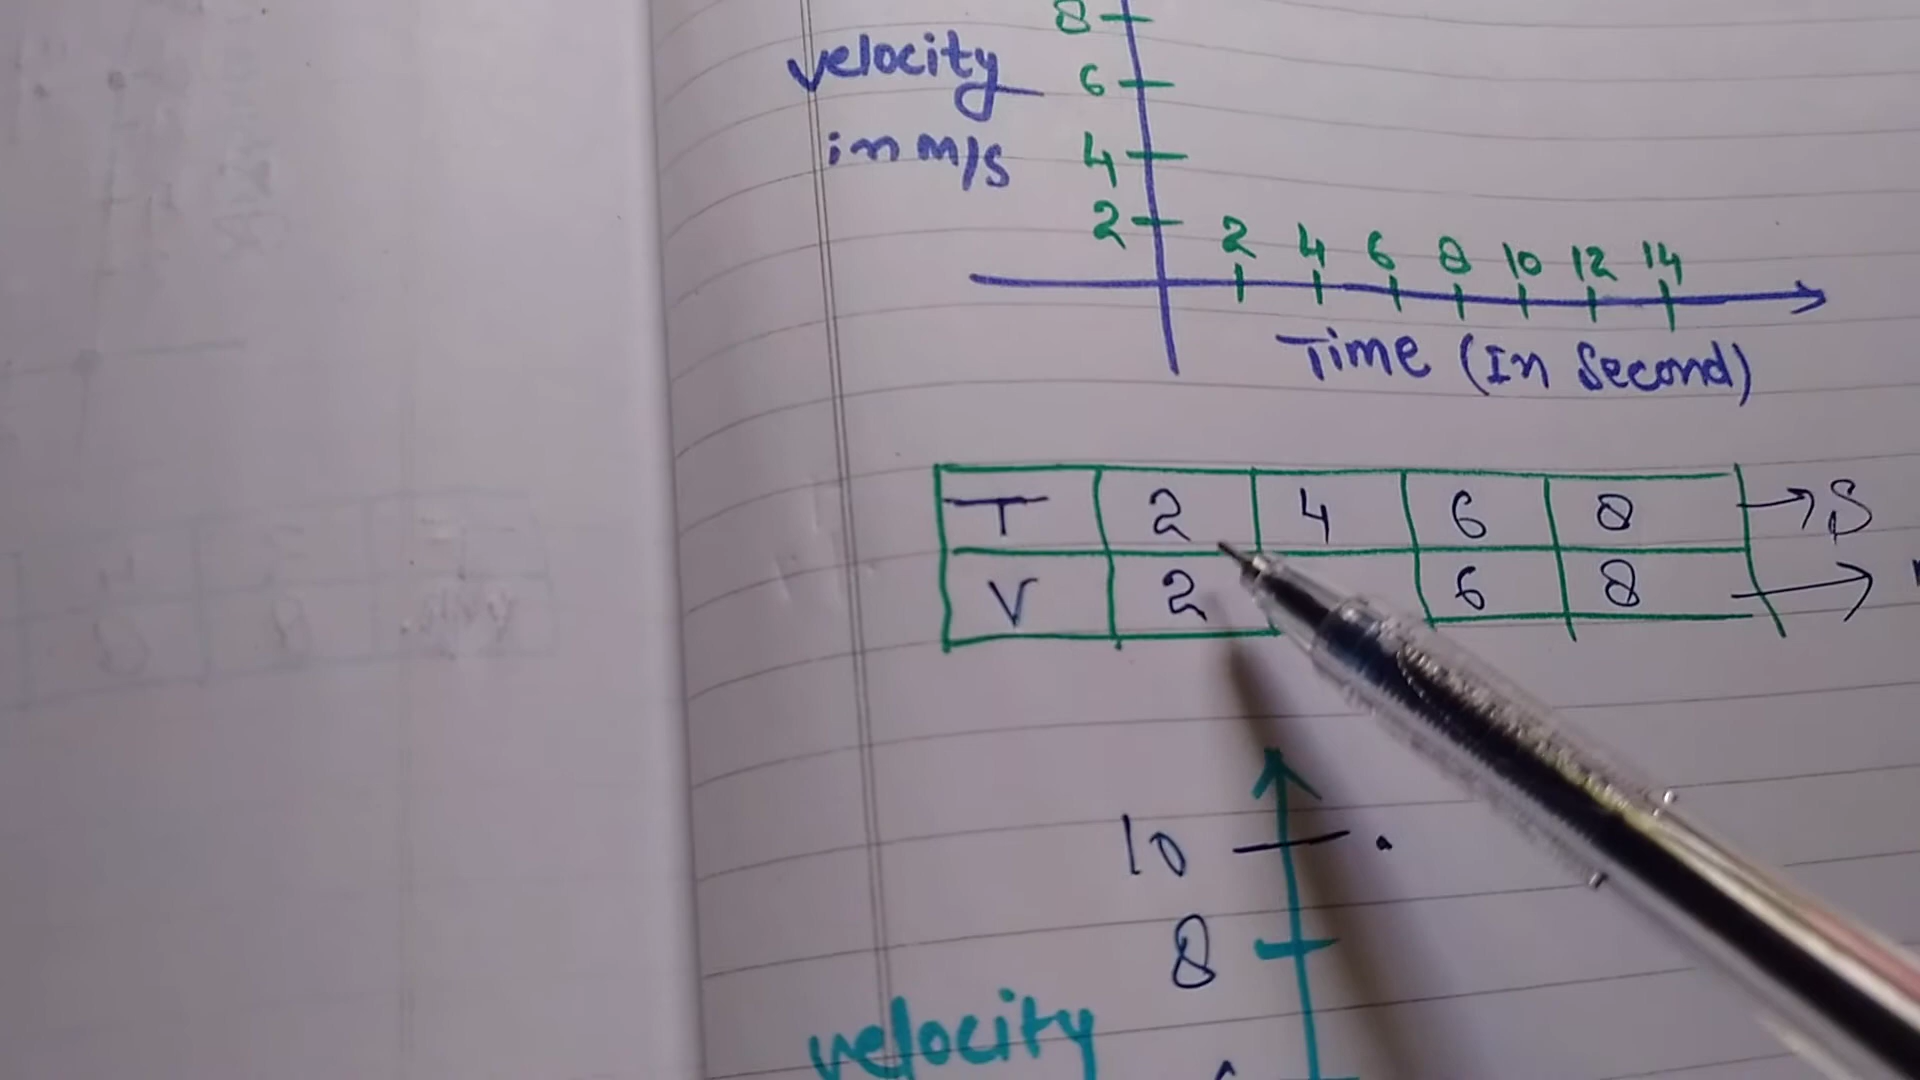 8
velocity 6
in m/s 4
2 2 4 6 8 10 12 14
Time (In Second)
T 2 4 6 8 → S
V 2 6 8 →
10
8
velocity